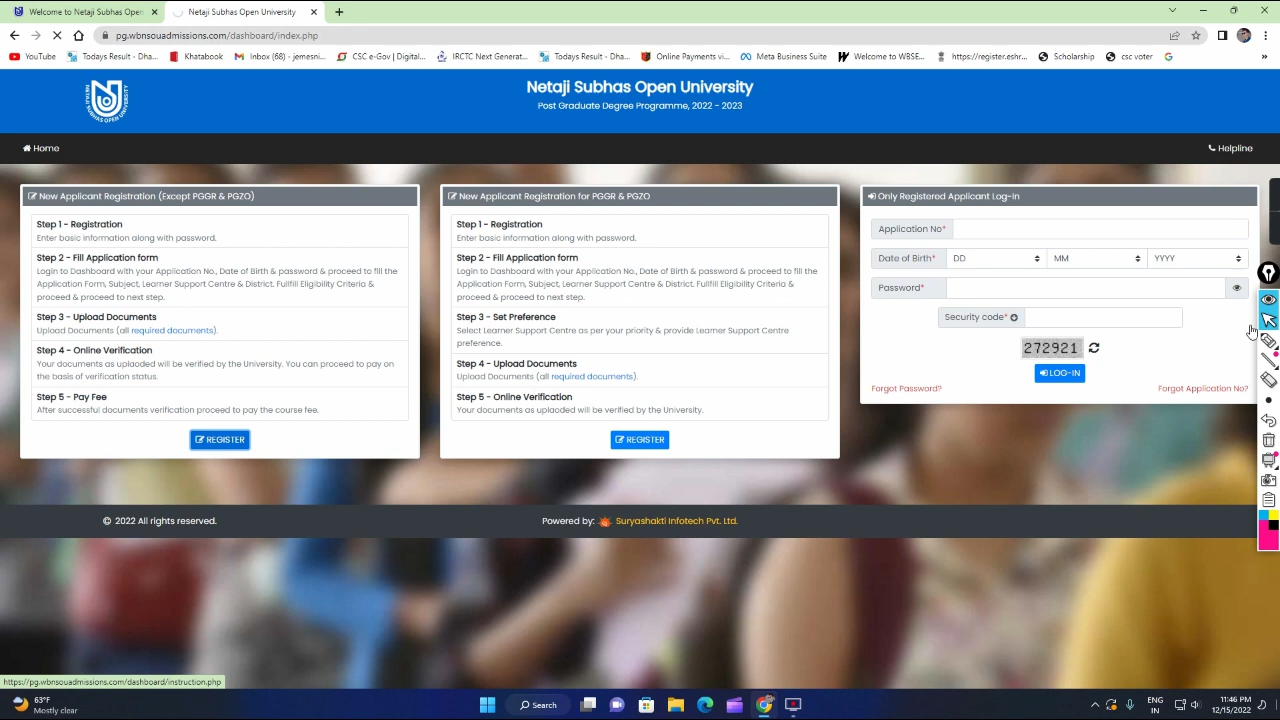 Welcome to Netaji Subhas Open
Netaji Subhas Open University
pg.wbnsouadmissions.com/dashboard/index.php
YouTube
Todays Result - Dha...
Khatabook
Inbox (68) - jemesni...
CSC e-Gov | Digital...
IRCTC Next Generat...
Todays Result - Dha...
Online Payments vi...
Meta Business Suite
Welcome to WBSE...
https://register.eshr...
Scholarship
csc voter
NETAJI SUBHAS OPEN UNIVERSITY
Netaji Subhas Open University
Post Graduate Degree Programme, 2022 - 2023
Home
Helpline
New Applicant Registration (Except PGGR & PGZO)
Step 1 - Registration
Enter basic information along with password.
Step 2 - Fill Application form
Login to Dashboard with your Application No., Date of Birth & password & proceed to fill the
Application Form, Subject, Learner Support Centre & District. Fullfill Eligibility Criteria &
proceed & proceed to next step.
Step 3 - Upload Documents
Upload Documents (all required documents).
Step 4 - Online Verification
Your documents as uplaoded will be verified by the University. You can proceed to pay on
the basis of verification status.
Step 5 - Pay Fee
After successful documents verification proceed to pay the course fee.
REGISTER
New Applicant Registration for PGGR & PGZO
Step 1 - Registration
Enter basic information along with password.
Step 2 - Fill Application form
Login to Dashboard with your Application No., Date of Birth & password & proceed to fill the
Application Form, Subject, Learner Support Centre & District. Fullfill Eligibility Criteria &
proceed & proceed to next step.
Step 3 - Set Preference
Select Learner Support Centre as per your priority & provide Learner Support Centre
preference.
Step 4 - Upload Documents
Upload Documents (all required documents).
Step 5 - Online Verification
Your documents as uplaoded will be verified by the University.
REGISTER
Only Registered Applicant Log-In
Application No*
Date of Birth* DD MM YYYY
Password*
Security code*
272921
LOG-IN
Forgot Password?
Forgot Application No?
© 2022 All rights reserved.
Powered by: Suryashakti Infotech Pvt. Ltd.
https://pg.wbnsouadmissions.com/dashboard/instruction.php
63°F
Mostly clear
Search
ENG
IN
11:46 AM
12/15/2022